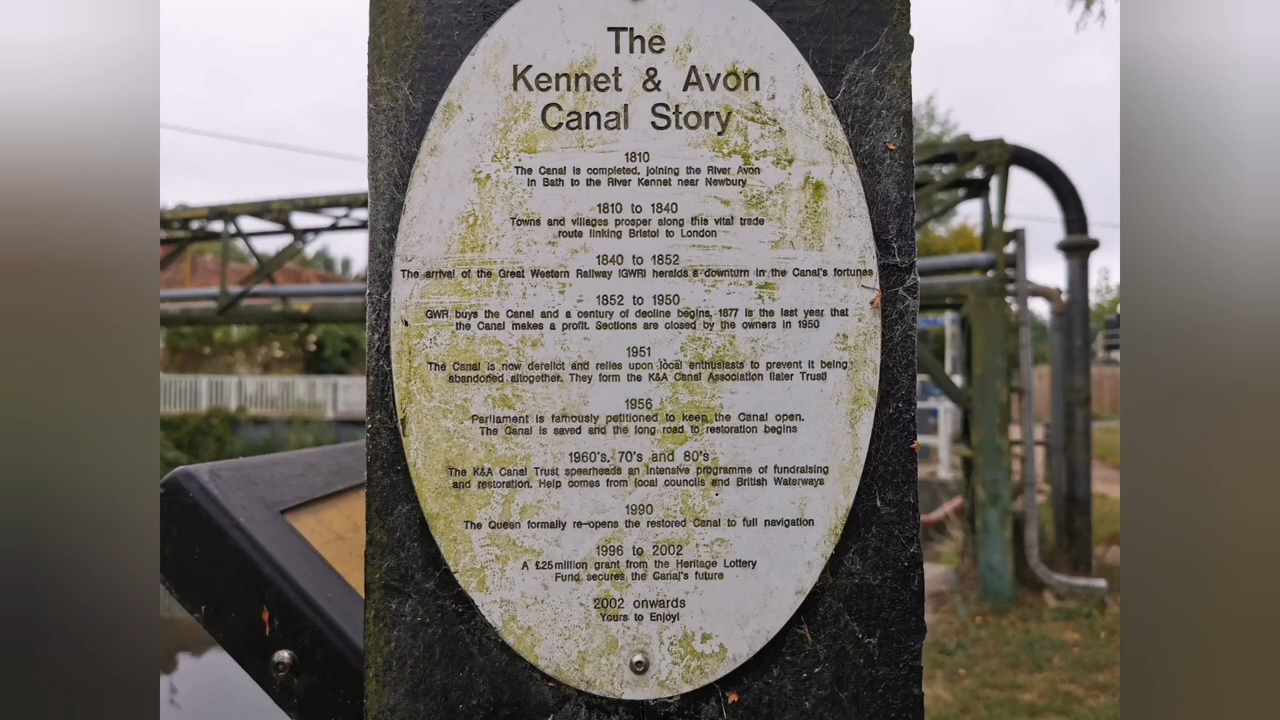 The
Kennet & Avon
Canal Story
1810
The Canal is completed, joining the River Avon
in Bath to the River Kennet near Newbury
1810 to 1840
Towns and villages prosper along this vital trade
route linking Bristol to London
1840 to 1852
The arrival of the Great Western Railway (GWR) heralds a downturn in the Canal's fortunes
1852 to 1950
GWR buys the Canal and a century of decline begins, 1877 is the last year that
the Canal makes a profit. Sections are closed by the owners in 1950
1951
The Canal is now derelict and relies upon local enthusiasts to prevent it being
abandoned altogether. They form the K&A Canal Association (later Trust)
1956
Parliament is famously petitioned to keep the Canal open.
The Canal is saved and the long road to restoration begins
1960's, 70's and 80's
The K&A Canal Trust spearheads an intensive programme of fundraising
and restoration. Help comes from local councils and British Waterways
1990
The Queen formally re-opens the restored Canal to full navigation
1996 to 2002
A £25million grant from the Heritage Lottery
Fund secures the Canal's future
2002 onwards
Yours to Enjoy!